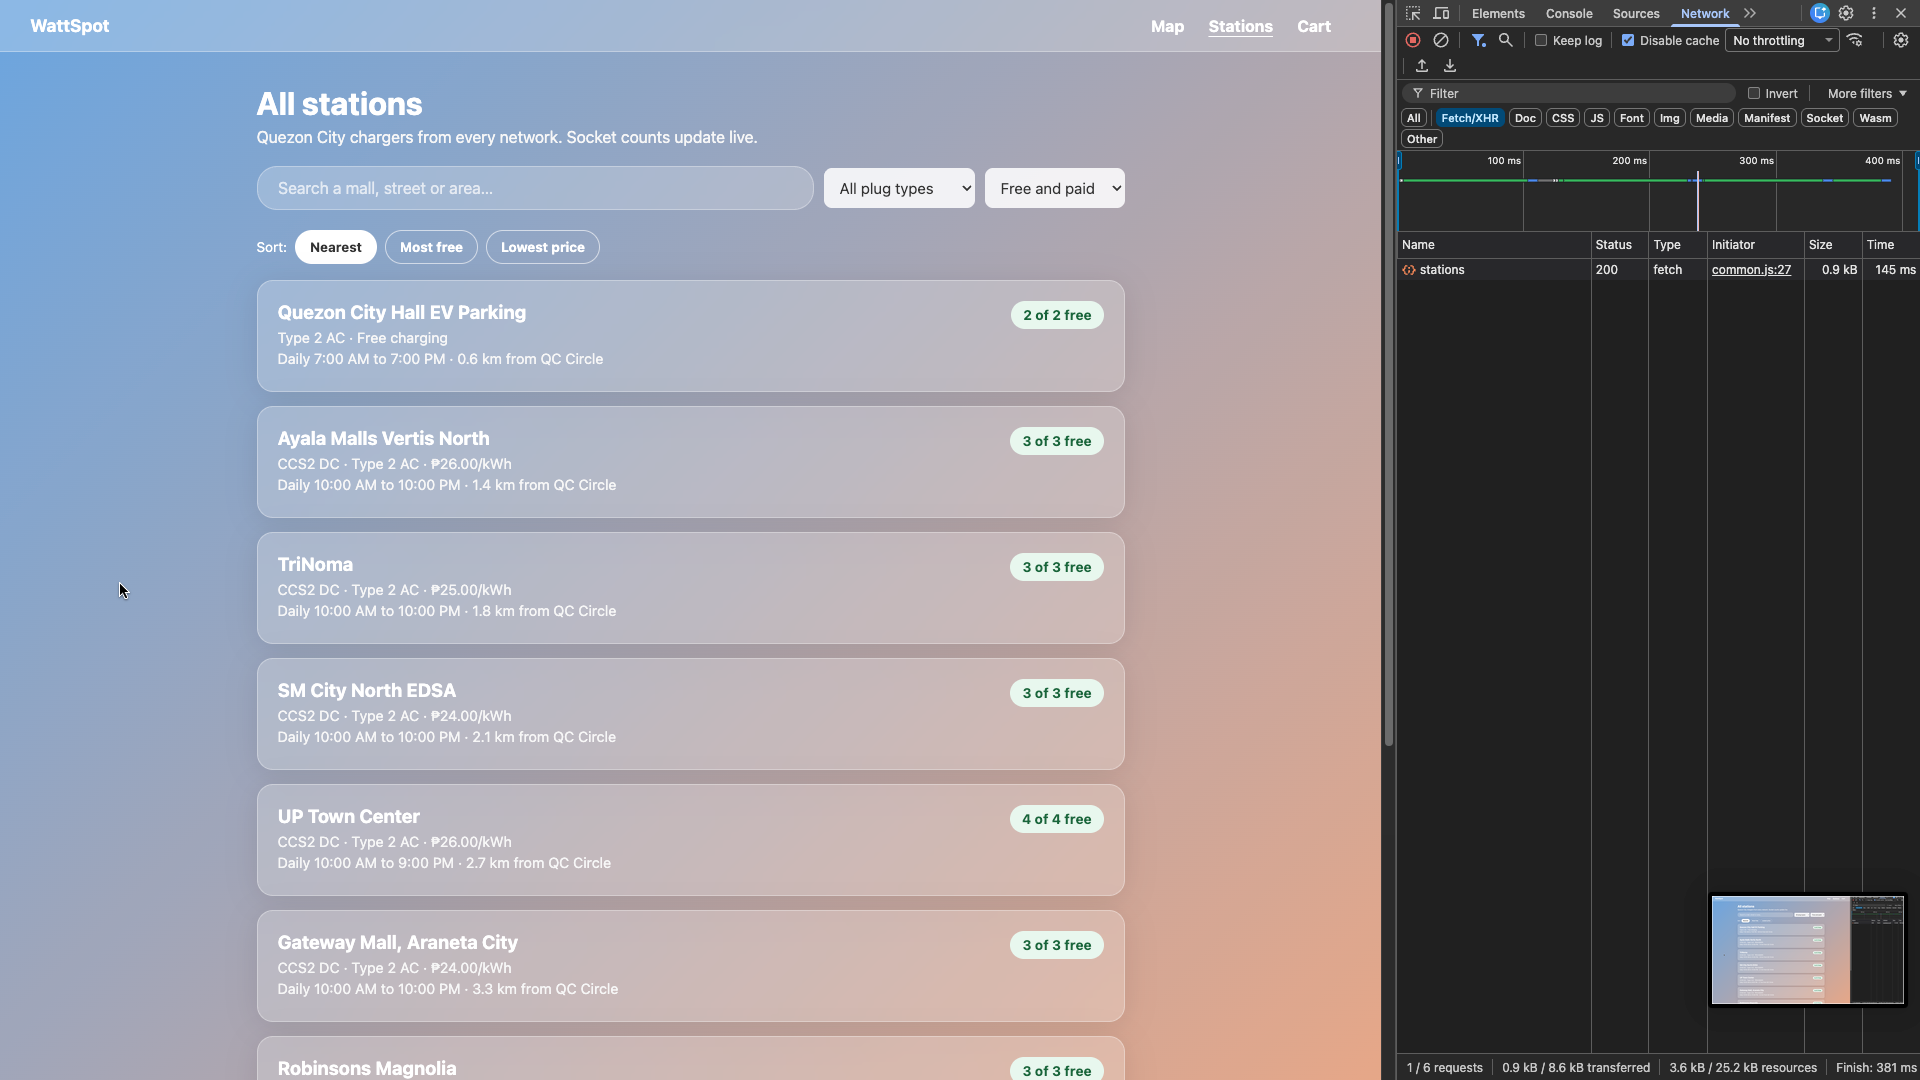 WattSpot
Map Stations Cart
All stations
Quezon City chargers from every network. Socket counts update live.
Search a mall, street or area...
All plug types
Free and paid
Sort: Nearest Most free Lowest price
Quezon City Hall EV Parking
2 of 2 free
Type 2 AC · Free charging
Daily 7:00 AM to 7:00 PM · 0.6 km from QC Circle
Ayala Malls Vertis North
3 of 3 free
CCS2 DC · Type 2 AC · ₱26.00/kWh
Daily 10:00 AM to 10:00 PM · 1.4 km from QC Circle
TriNoma
3 of 3 free
CCS2 DC · Type 2 AC · ₱25.00/kWh
Daily 10:00 AM to 10:00 PM · 1.8 km from QC Circle
SM City North EDSA
3 of 3 free
CCS2 DC · Type 2 AC · ₱24.00/kWh
Daily 10:00 AM to 10:00 PM · 2.1 km from QC Circle
UP Town Center
4 of 4 free
CCS2 DC · Type 2 AC · ₱26.00/kWh
Daily 10:00 AM to 9:00 PM · 2.7 km from QC Circle
Gateway Mall, Araneta City
3 of 3 free
CCS2 DC · Type 2 AC · ₱24.00/kWh
Daily 10:00 AM to 10:00 PM · 3.3 km from QC Circle
Robinsons Magnolia
3 of 3 free
Elements Console Sources Network
Keep log Disable cache No throttling
Filter Invert More filters
All Fetch/XHR Doc CSS JS Font Img Media Manifest Socket Wasm
Other
100 ms 200 ms 300 ms 400 ms
Name Status Type Initiator Size Time
stations 200 fetch common.js:27 0.9 kB 145 ms
1 / 6 requests 0.9 kB / 8.6 kB transferred 3.6 kB / 25.2 kB resources Finish: 381 ms